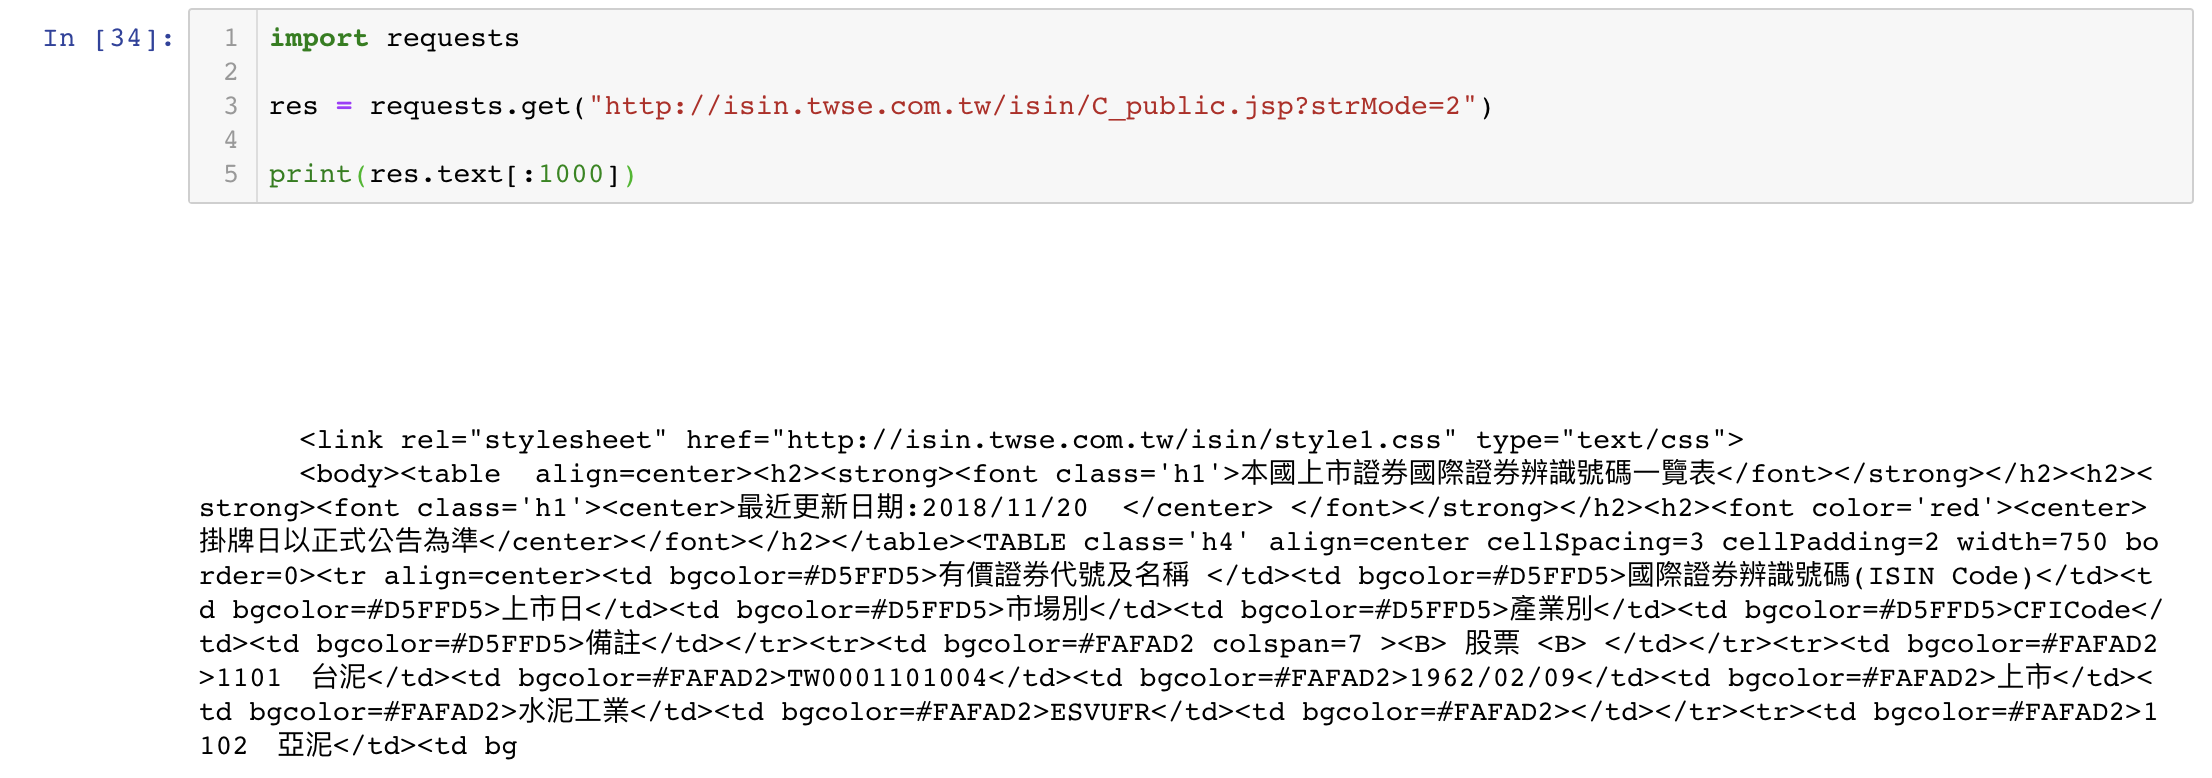 In [34]:
1 import requests
2
3 res = requests.get("http://isin.twse.com.tw/isin/C_public.jsp?strMode=2")
4
5 print(res.text[:1000])
<link rel="stylesheet" href="http://isin.twse.com.tw/isin/style1.css" type="text/css">
<body><table  align=center><h2><strong><font class='h1'>本國上市證券國際證券辨識號碼一覽表</font></strong></h2><h2><
strong><font class='h1'><center>最近更新日期:2018/11/20  </center> </font></strong></h2><h2><font color='red'><center>
掛牌日以正式公告為準</center></font></h2></table><TABLE class='h4' align=center cellSpacing=3 cellPadding=2 width=750 bo
rder=0><tr align=center><td bgcolor=#D5FFD5>有價證券代號及名稱 </td><td bgcolor=#D5FFD5>國際證券辨識號碼(ISIN Code)</td><t
d bgcolor=#D5FFD5>上市日</td><td bgcolor=#D5FFD5>市場別</td><td bgcolor=#D5FFD5>產業別</td><td bgcolor=#D5FFD5>CFICode</
td><td bgcolor=#D5FFD5>備註</td></tr><tr><td bgcolor=#FAFAD2 colspan=7 ><B> 股票 <B> </td></tr><tr><td bgcolor=#FAFAD2
>1101  台泥</td><td bgcolor=#FAFAD2>TW0001101004</td><td bgcolor=#FAFAD2>1962/02/09</td><td bgcolor=#FAFAD2>上市</td><
td bgcolor=#FAFAD2>水泥工業</td><td bgcolor=#FAFAD2>ESVUFR</td><td bgcolor=#FAFAD2></td></tr><tr><td bgcolor=#FAFAD2>1
102  亞泥</td><td bg